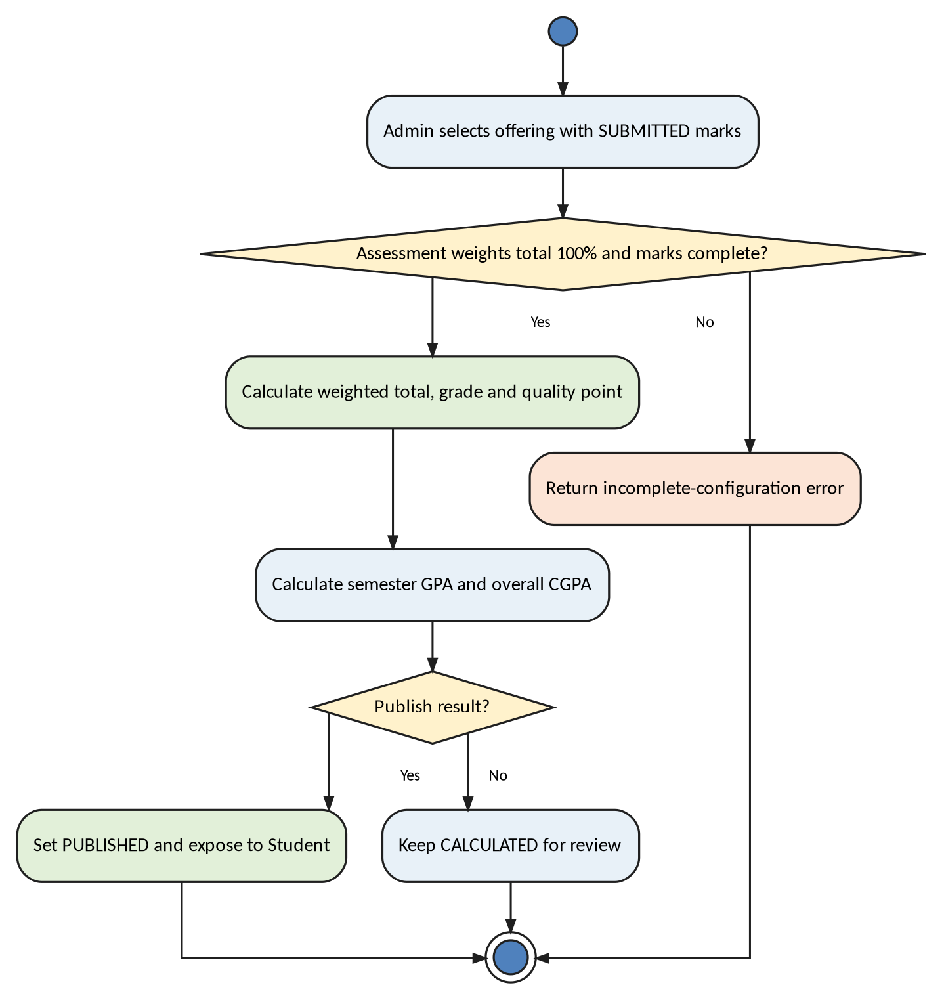 Admin selects offering with SUBMITTED marks
Assessment weights total 100% and marks complete?
Yes
No
Calculate weighted total, grade and quality point
Return incomplete-configuration error
Calculate semester GPA and overall CGPA
Publish result?
Yes
No
Set PUBLISHED and expose to Student
Keep CALCULATED for review